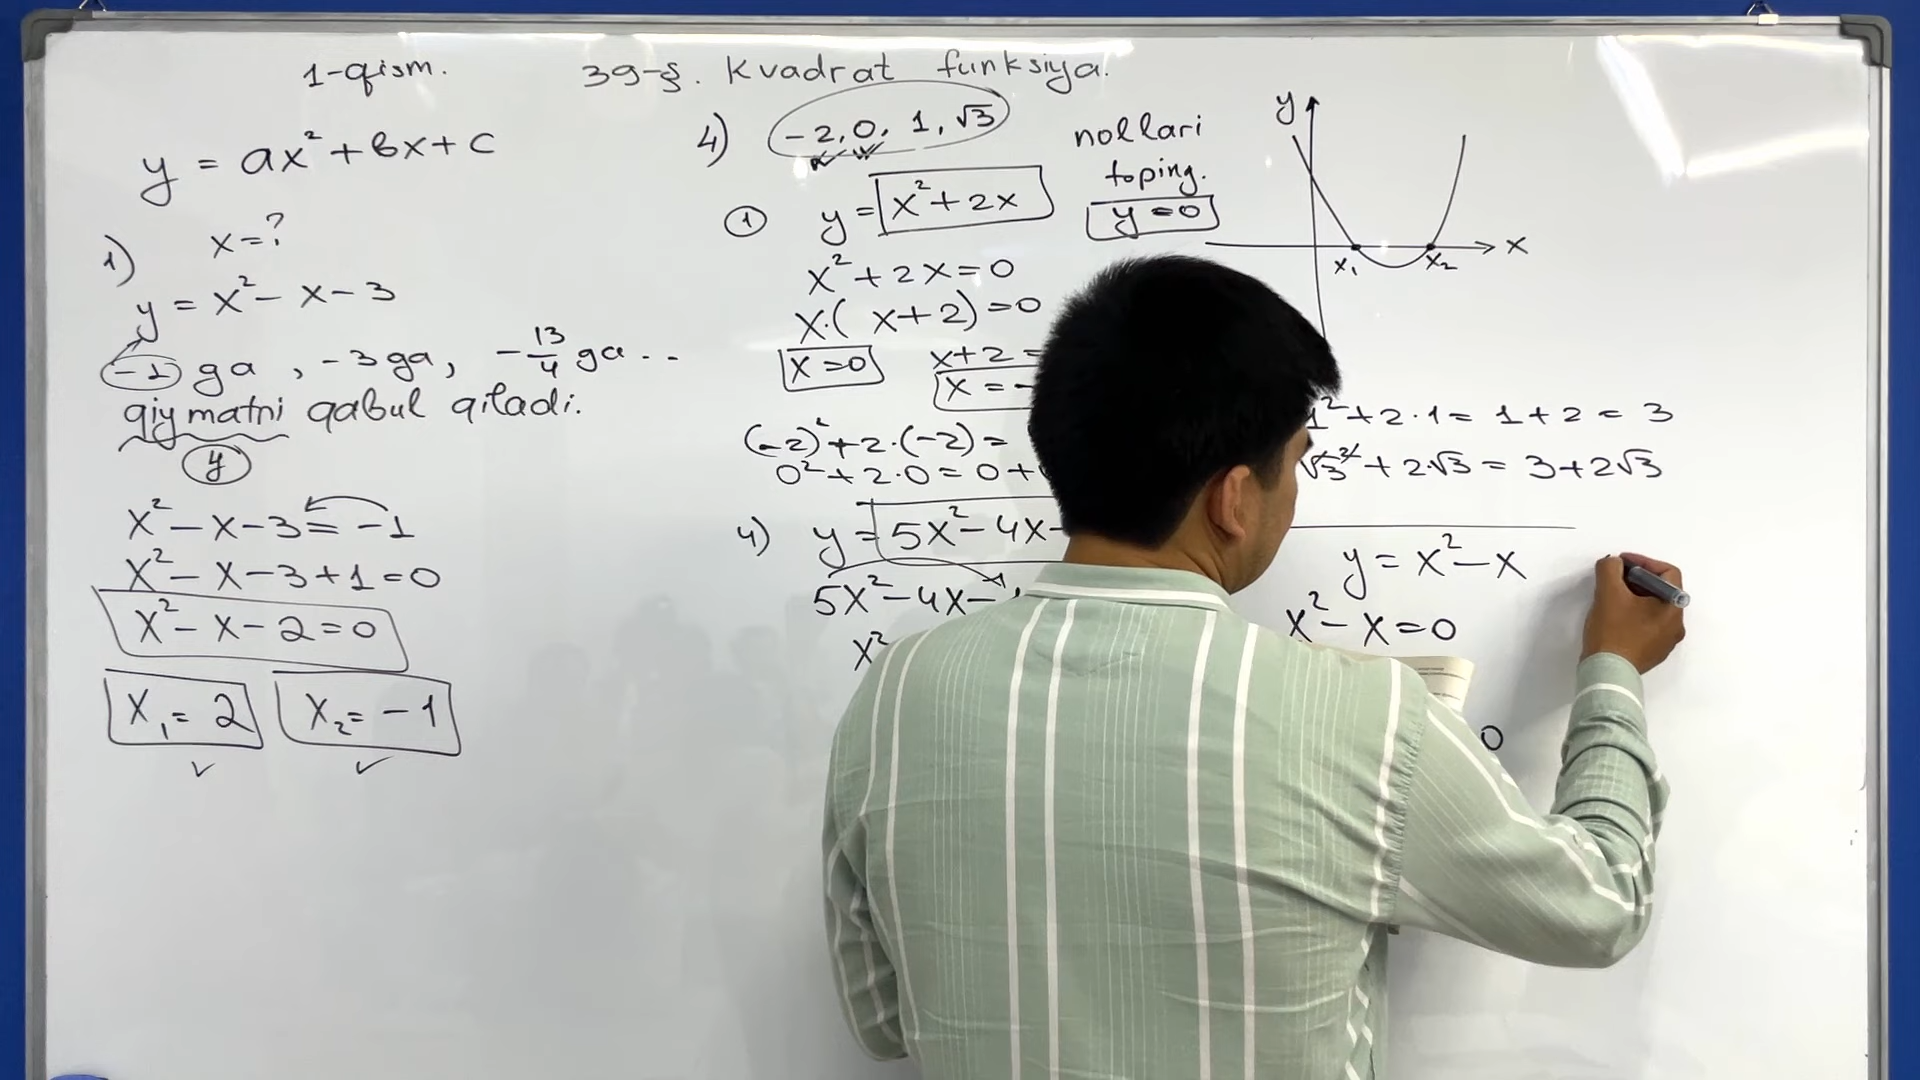 1-qism.
39-§. Kvadrat funksiya.
y = ax² + bx + c
1)
x = ?
y = x² - x - 3
-1 ga, -3 ga, -13/4 ga ..
qiymatni qabul qiladi.
y
x² - x - 3 = -1
x² - x - 3 + 1 = 0
x² - x - 2 = 0
x₁ = 2  x₂ = -1
4) -2, 0, 1, √3
nollari
toping.
y = 0
① y = x² + 2x
x² + 2x = 0
x·(x + 2) = 0
x = 0  x + 2 =
x = -
(-2)² + 2·(-2) =
0² + 2·0 = 0 +
y
x
x₁ x₂
1² + 2·1 = 1 + 2 = 3
√3² + 2·√3 = 3 + 2√3
4) y = 5x² - 4x -
5x² - 4x -
x²
y = x² - x
x² - x = 0
0